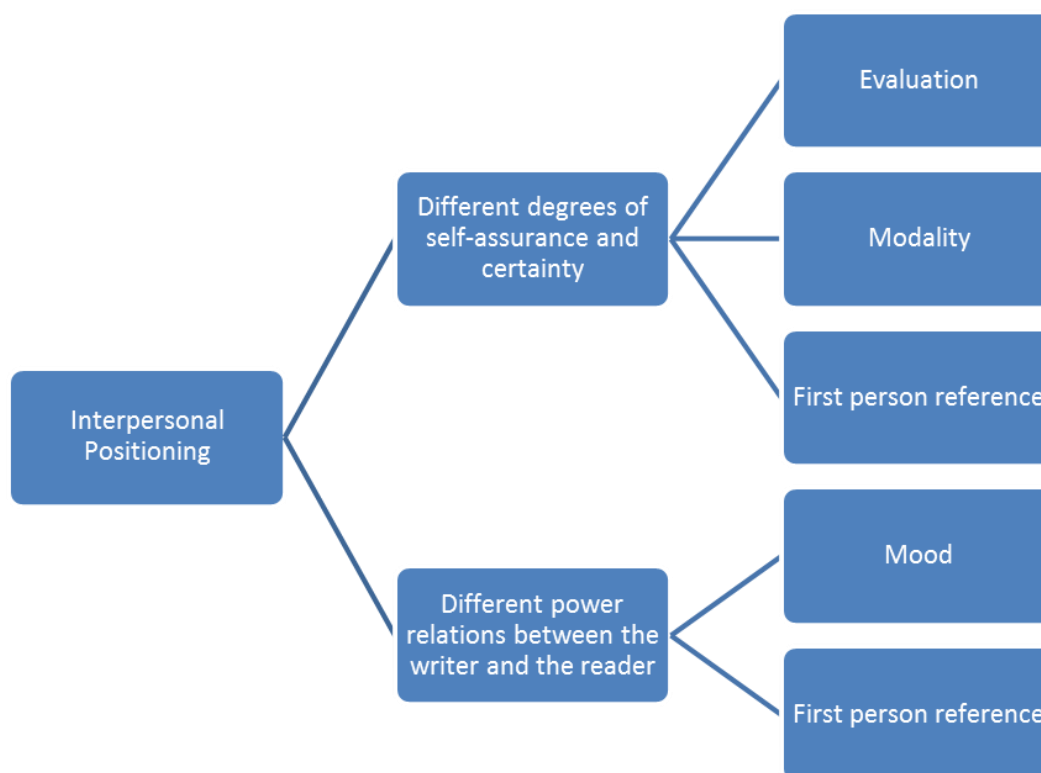 Evaluation
Different degrees of
self-assurance and
certainty
Modality
First person reference
Interpersonal
Positioning
Mood
Different power
relations between the
writer and the reader
First person reference